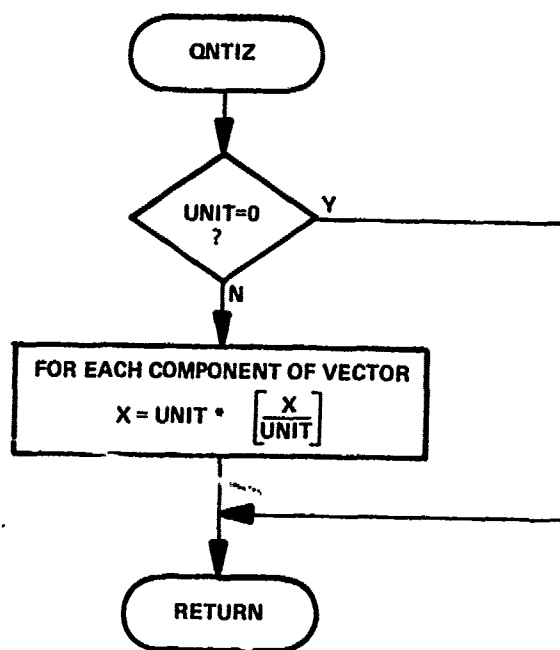 QNTIZ
UNIT=0
?
Y
N
FOR EACH COMPONENT OF VECTOR
X = UNIT * [X/UNIT]
RETURN